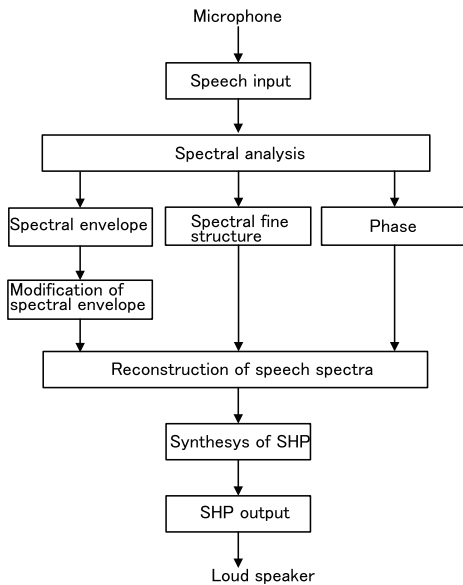 Microphone
Speech input
Spectral analysis
Spectral envelope
Spectral fine
structure
Phase
Modification of
spectral envelope
Reconstruction of speech spectra
Synthesys of SHP
SHP output
Loud speaker